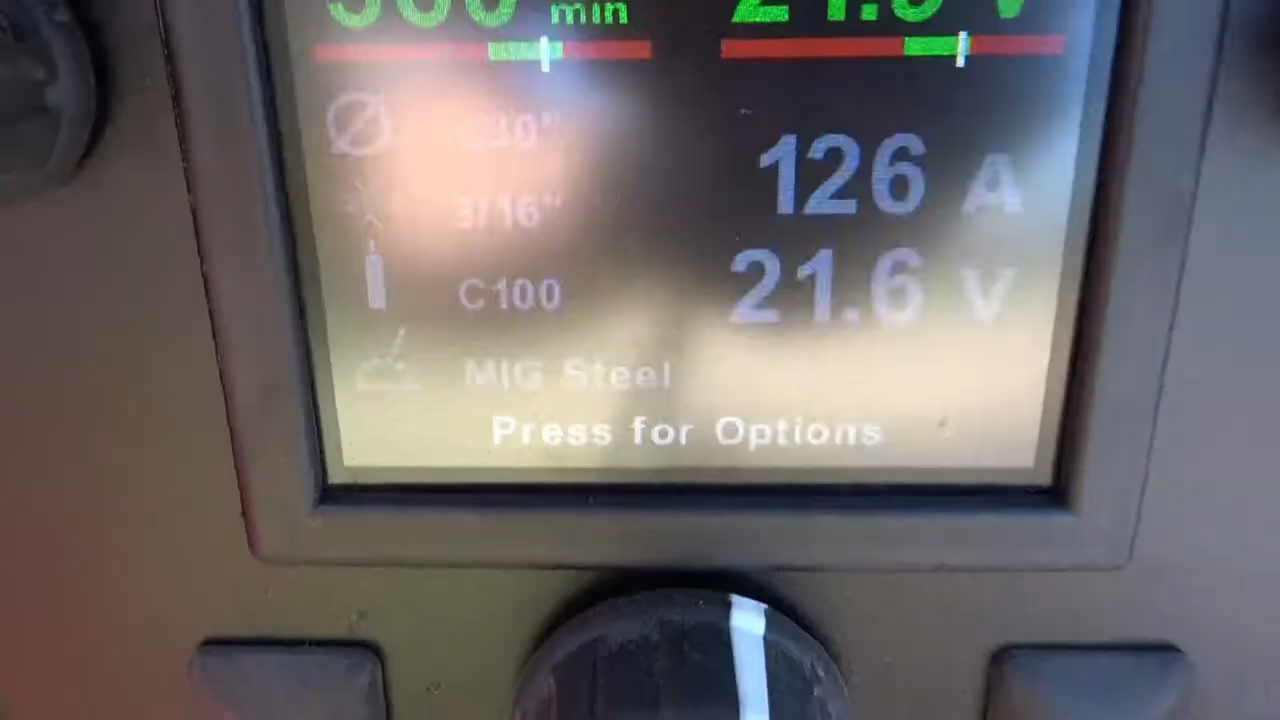 min V
126 A
3/16"
21.6 V
C100
MIG Steel
Press for Options